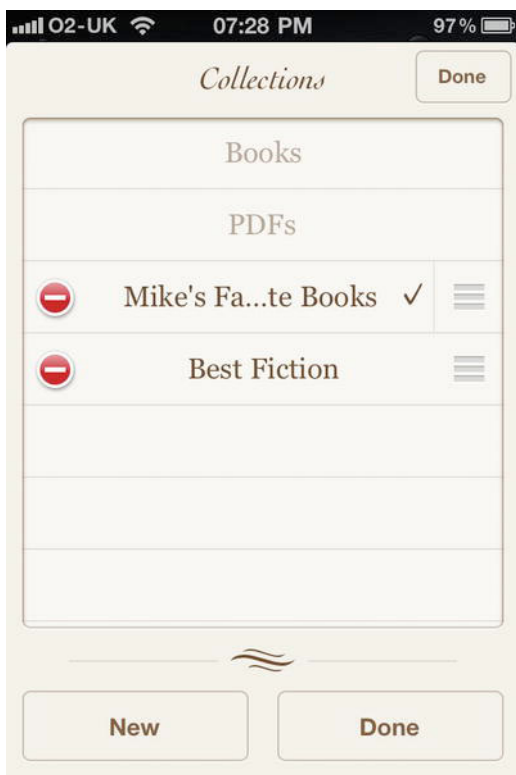 O2-UK 07:28 PM 97%
Collections Done
Books
PDFs
Mike's Fa...te Books ✓
Best Fiction
New Done